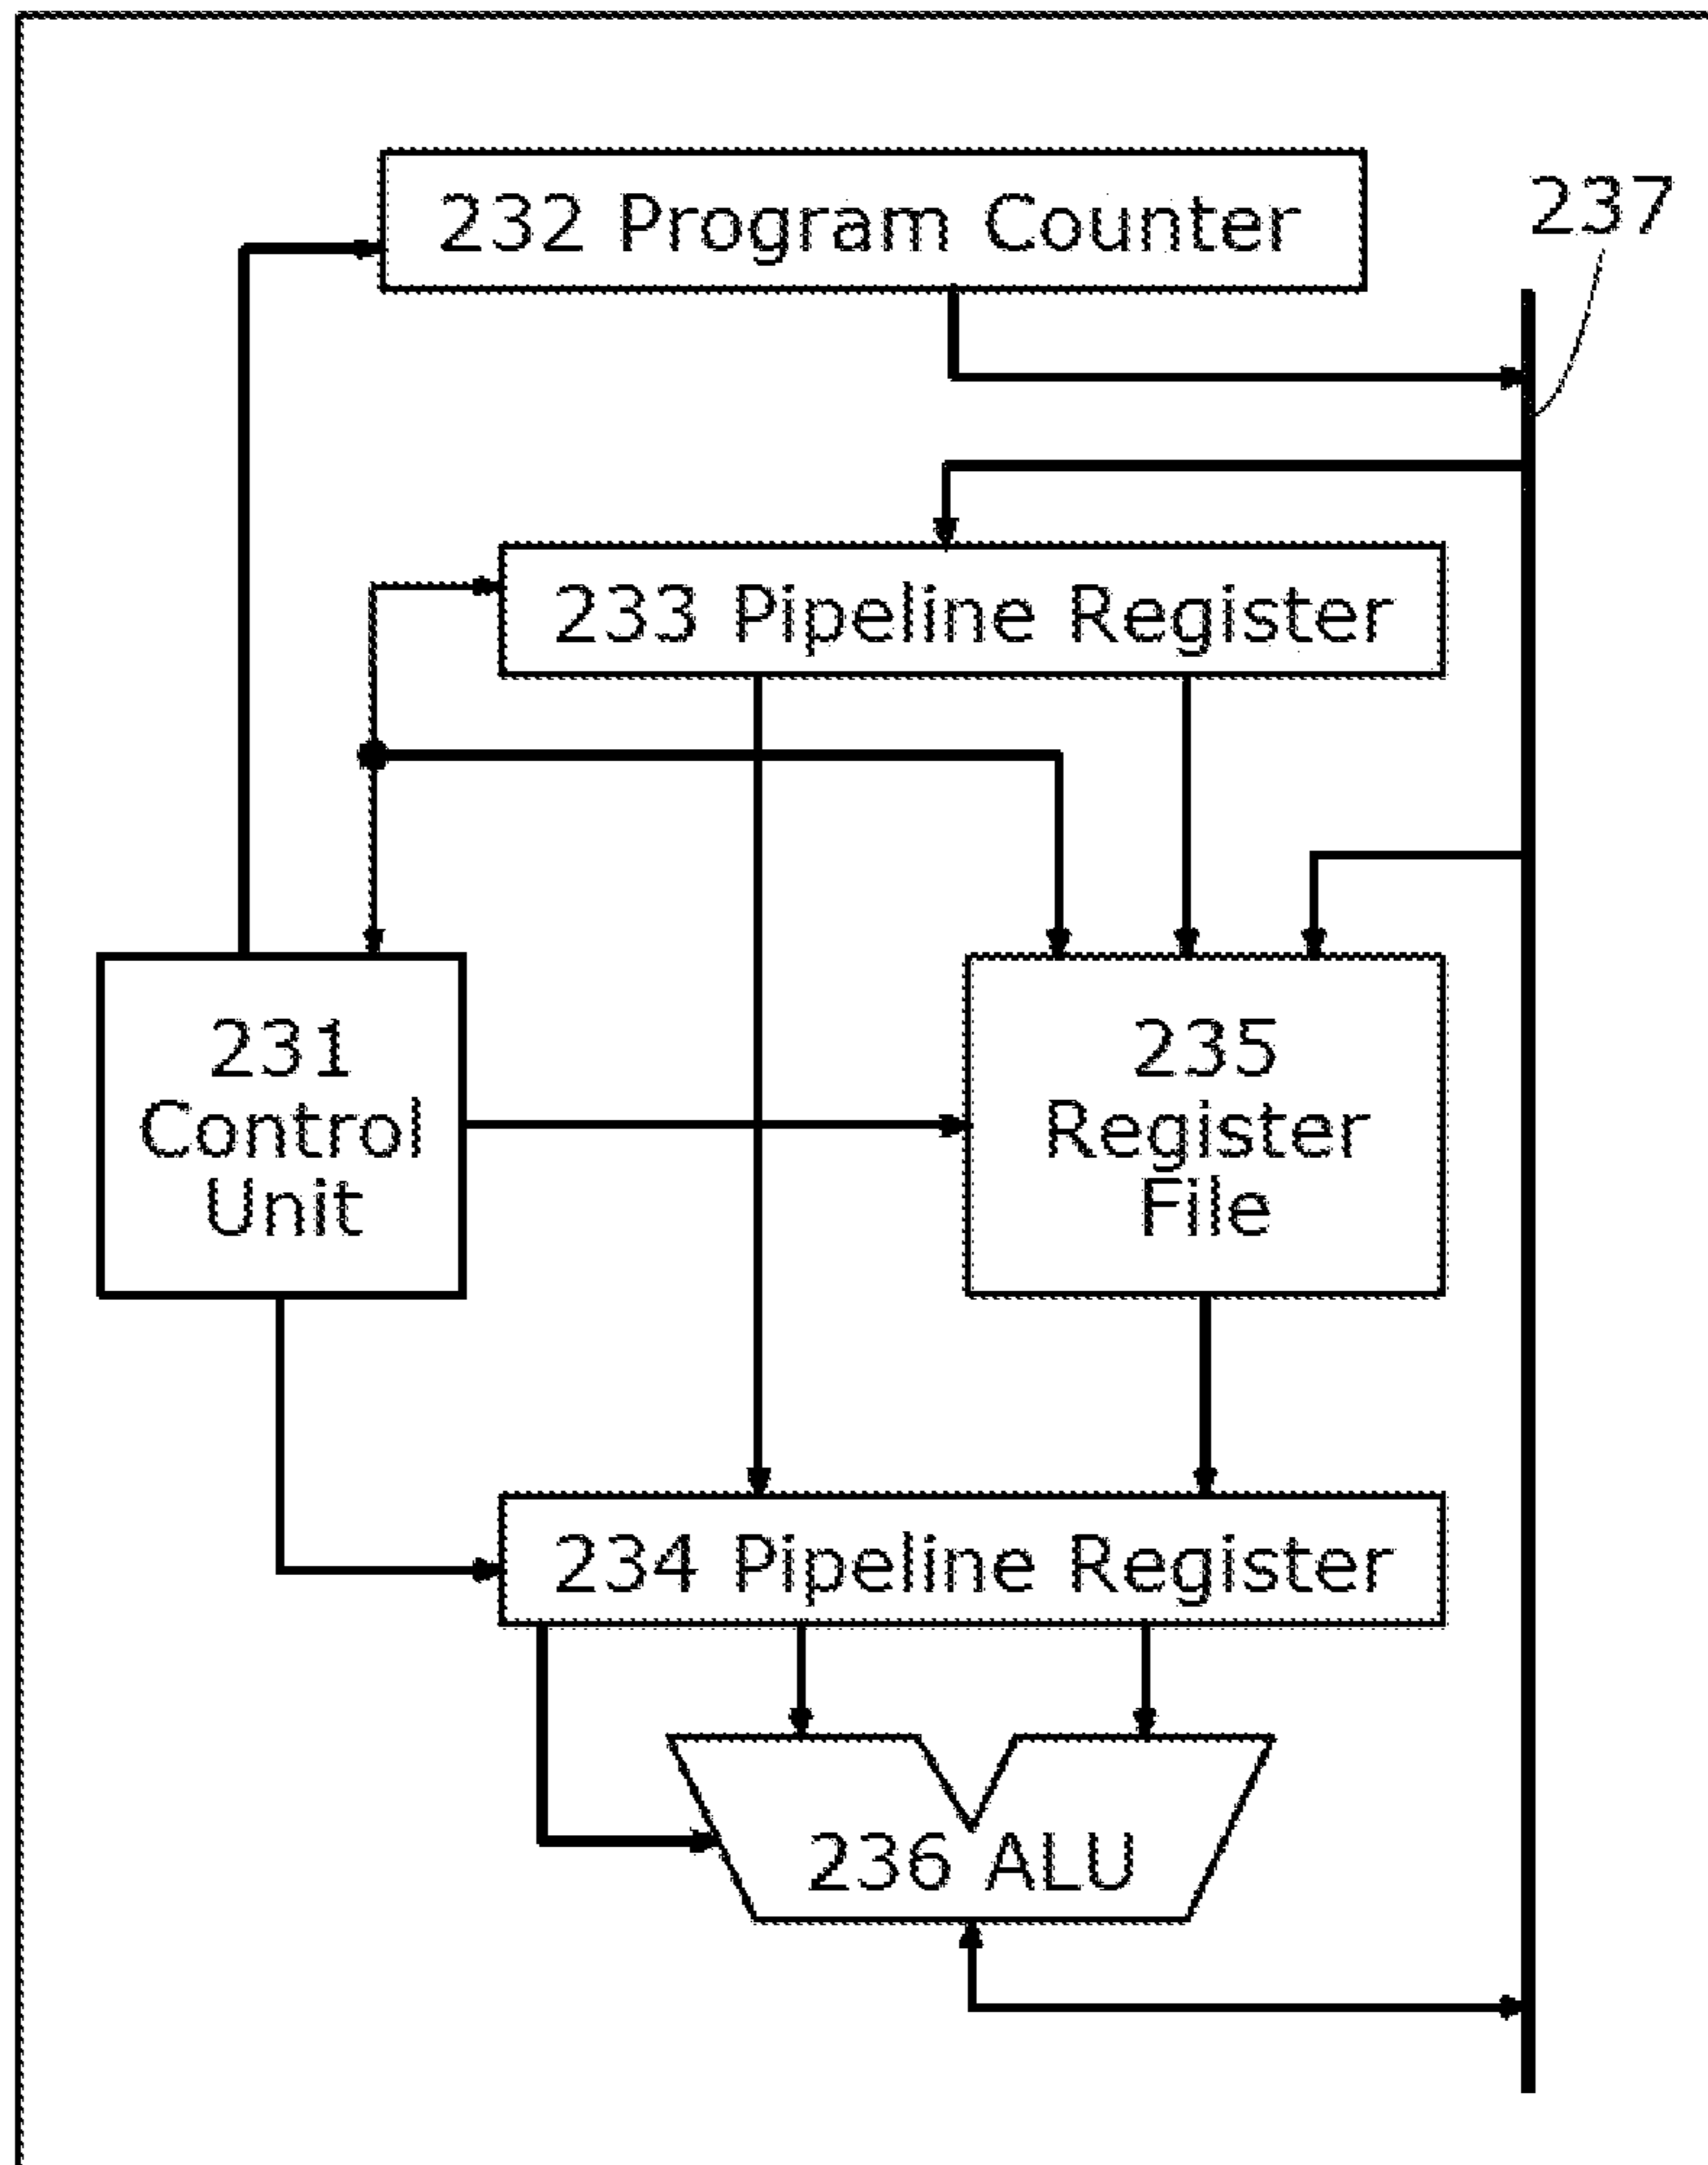 232 Program Counter
237
233 Pipeline Register
231
Control
Unit
235
Register
File
234 Pipeline Register
236 ALU